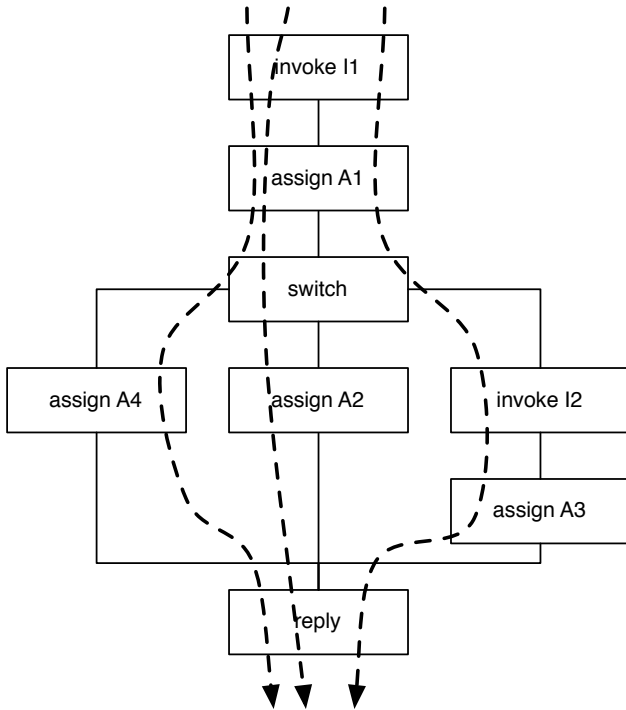 invoke I1
assign A1
switch
assign A4
assign A2
invoke I2
assign A3
reply